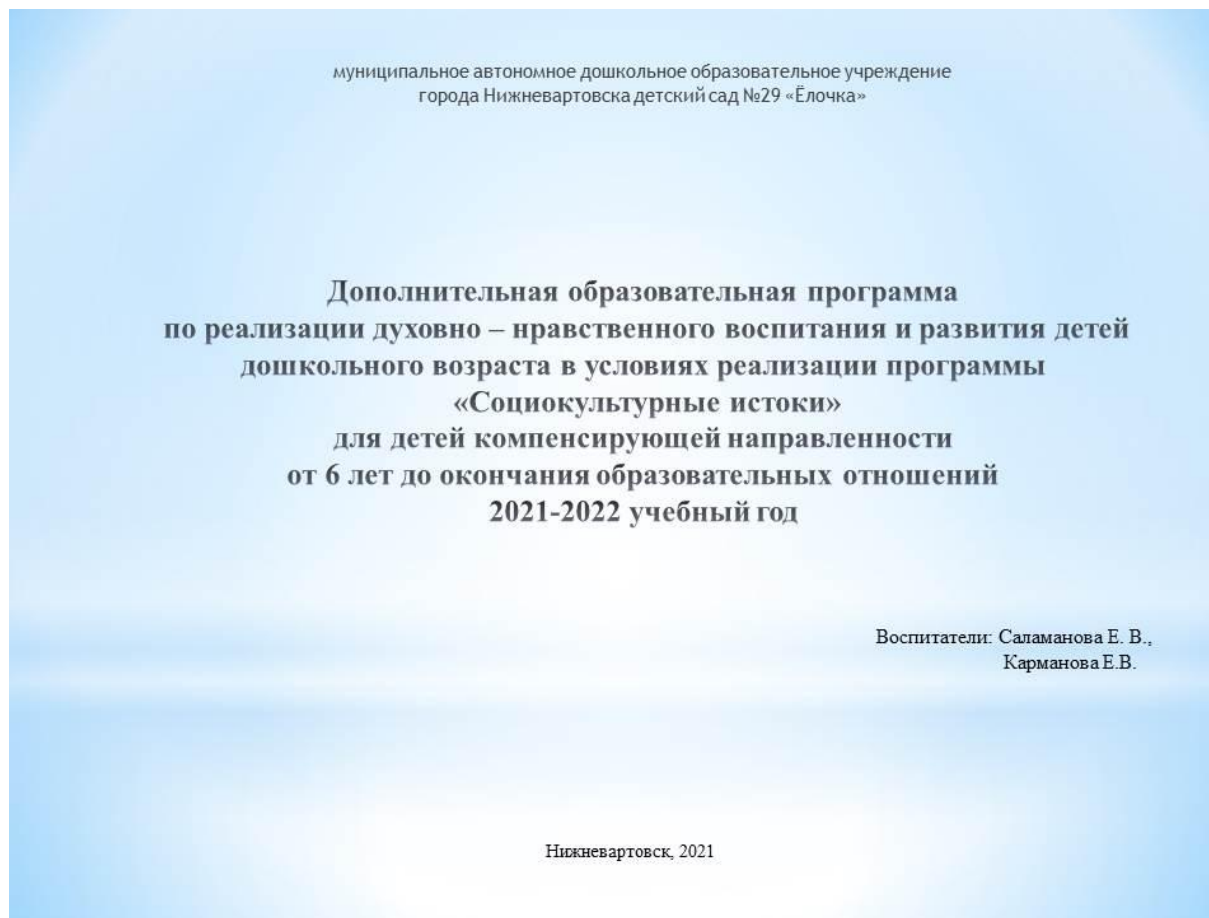 муниципальное автономное дошкольное образовательное учреждение
города Нижневартовска детский сад №29 «Ёлочка»
Дополнительная образовательная программа
по реализации духовно – нравственного воспитания и развития детей
дошкольного возраста в условиях реализации программы
«Социокультурные истоки»
для детей компенсирующей направленности
от 6 лет до окончания образовательных отношений
2021-2022 учебный год
Воспитатели: Саламанова Е. В.,
Карманова Е.В.
Нижневартовск, 2021